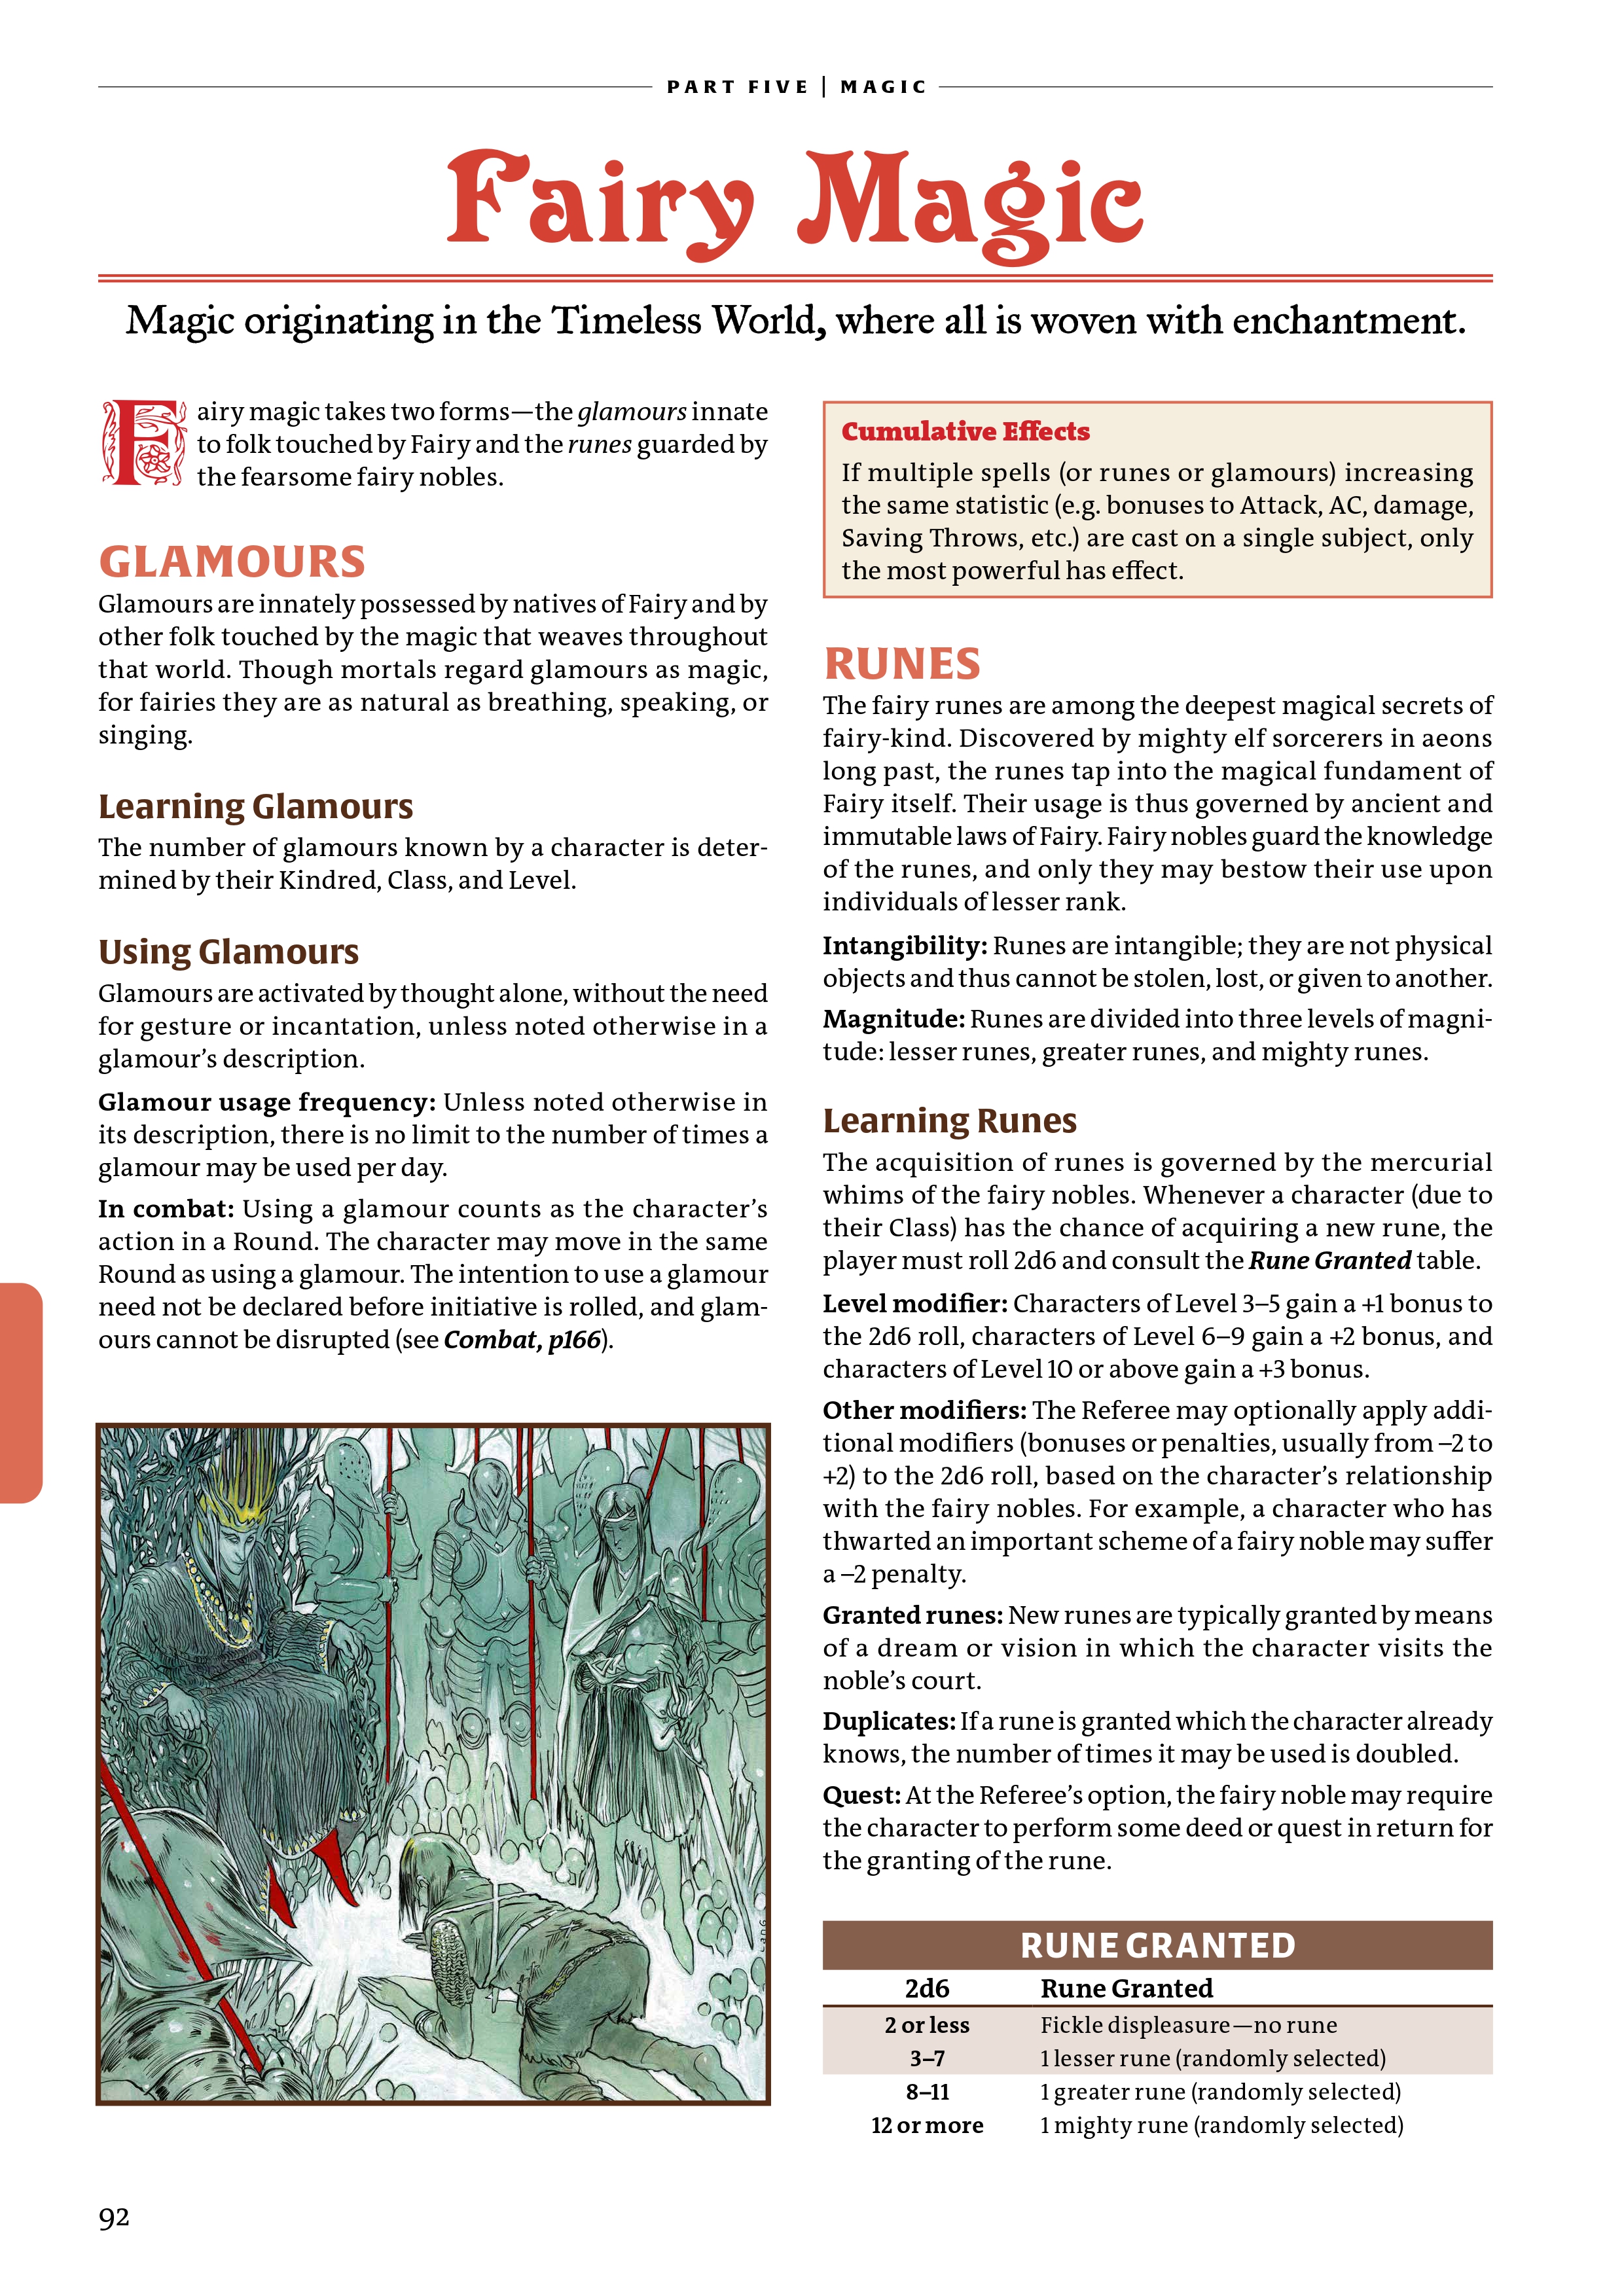 PART FIVE | MAGIC
Fairy Magic
Magic originating in the Timeless World, where all is woven with enchantment.
Fairy magic takes two forms—the glamours innate
to folk touched by Fairy and the runes guarded by
the fearsome fairy nobles.
GLAMOURS
Glamours are innately possessed by natives of Fairy and by
other folk touched by the magic that weaves throughout
that world. Though mortals regard glamours as magic,
for fairies they are as natural as breathing, speaking, or
singing.
Learning Glamours
The number of glamours known by a character is deter-
mined by their Kindred, Class, and Level.
Using Glamours
Glamours are activated by thought alone, without the need
for gesture or incantation, unless noted otherwise in a
glamour’s description.
Glamour usage frequency: Unless noted otherwise in
its description, there is no limit to the number of times a
glamour may be used per day.
In combat: Using a glamour counts as the character’s
action in a Round. The character may move in the same
Round as using a glamour. The intention to use a glamour
need not be declared before initiative is rolled, and glam-
ours cannot be disrupted (see Combat, p166).
Cumulative Effects
If multiple spells (or runes or glamours) increasing
the same statistic (e.g. bonuses to Attack, AC, damage,
Saving Throws, etc.) are cast on a single subject, only
the most powerful has effect.
RUNES
The fairy runes are among the deepest magical secrets of
fairy-kind. Discovered by mighty elf sorcerers in aeons
long past, the runes tap into the magical fundament of
Fairy itself. Their usage is thus governed by ancient and
immutable laws of Fairy. Fairy nobles guard the knowledge
of the runes, and only they may bestow their use upon
individuals of lesser rank.
Intangibility: Runes are intangible; they are not physical
objects and thus cannot be stolen, lost, or given to another.
Magnitude: Runes are divided into three levels of magni-
tude: lesser runes, greater runes, and mighty runes.
Learning Runes
The acquisition of runes is governed by the mercurial
whims of the fairy nobles. Whenever a character (due to
their Class) has the chance of acquiring a new rune, the
player must roll 2d6 and consult the Rune Granted table.
Level modifier: Characters of Level 3–5 gain a +1 bonus to
the 2d6 roll, characters of Level 6–9 gain a +2 bonus, and
characters of Level 10 or above gain a +3 bonus.
Other modifiers: The Referee may optionally apply addi-
tional modifiers (bonuses or penalties, usually from –2 to
+2) to the 2d6 roll, based on the character’s relationship
with the fairy nobles. For example, a character who has
thwarted an important scheme of a fairy noble may suffer
a –2 penalty.
Granted runes: New runes are typically granted by means
of a dream or vision in which the character visits the
noble’s court.
Duplicates: If a rune is granted which the character already
knows, the number of times it may be used is doubled.
Quest: At the Referee’s option, the fairy noble may require
the character to perform some deed or quest in return for
the granting of the rune.
RUNE GRANTED
2d6 Rune Granted
2 or less Fickle displeasure—no rune
3–7 1 lesser rune (randomly selected)
8–11 1 greater rune (randomly selected)
12 or more 1 mighty rune (randomly selected)
92